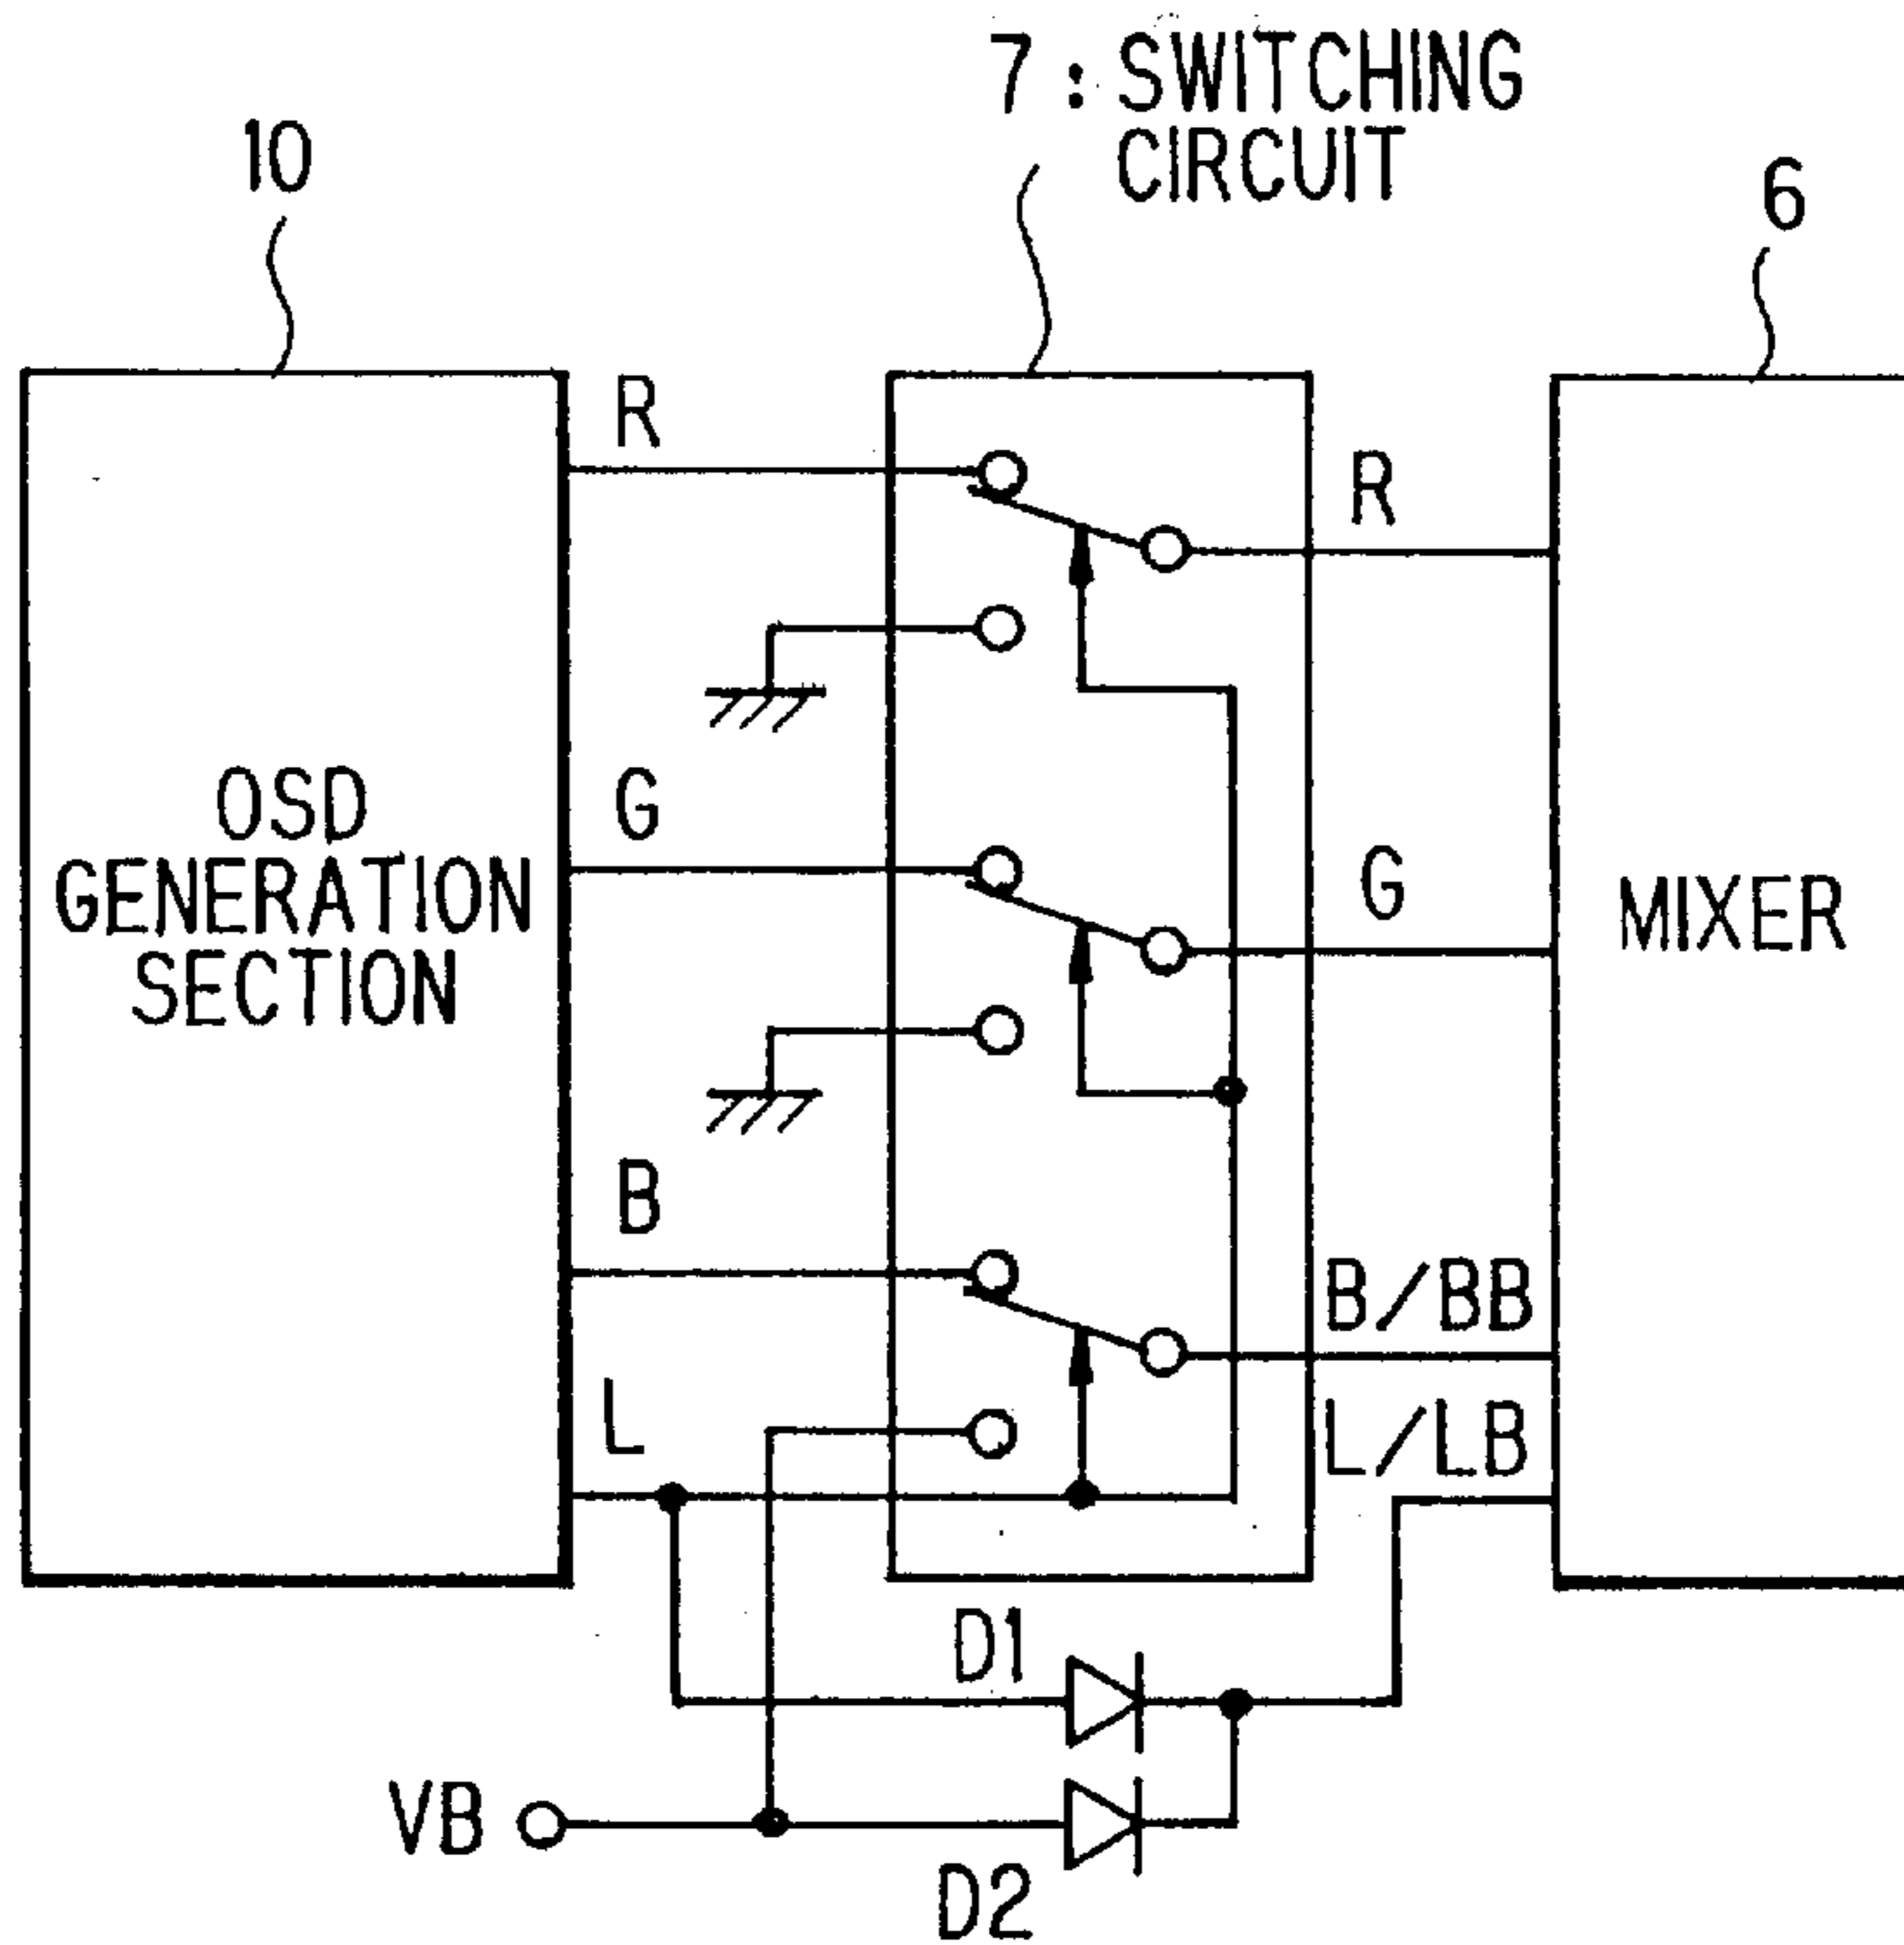 7 : SWITCHING
CIRCUIT
10
6
R
R
OSD
GENERATION
SECTION
G
G
MIXER
B
B/BB
L
L/LB
D1
VB
D2